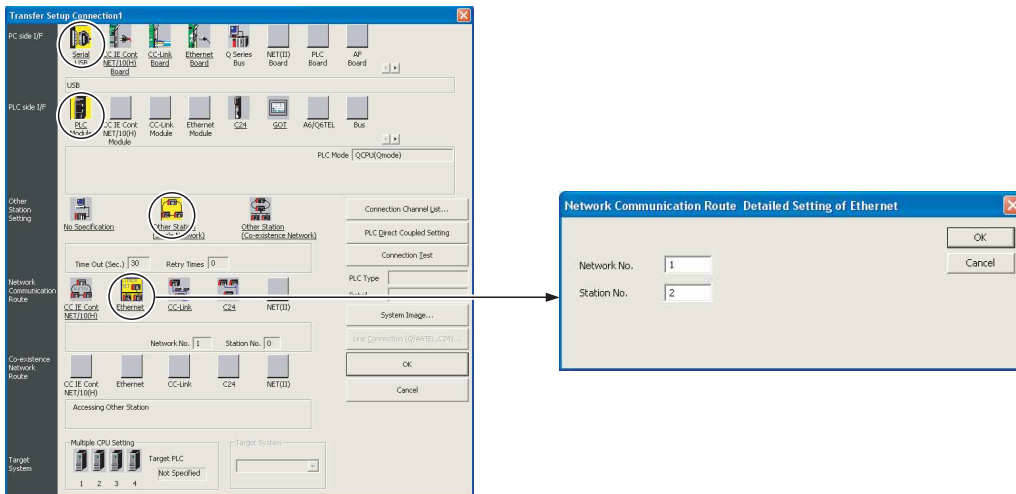 Transfer Setup Connection1
PC side I/F
Serial USB
CC IE Cont NET/10(H) Board
CC-Link Board
Ethernet Board
Q Series Bus
NET(II) Board
PLC Board
AF Board
USB
PLC side I/F
PLC Module
CC IE Cont NET/10(H) Module
CC-Link Module
Ethernet Module
C24
GOT
A6/Q6TEL
Bus
PLC Mode QCPU(Qmode)
Other Station Setting
No Specification
Other Station
Other Station (Co-existence Network)
Time Out (Sec.) 30 Retry Times 0
Connection Channel List...
PLC Direct Coupled Setting
Connection Test
PLC Type
Network Communication Route
CC IE Cont NET/10(H)
Ethernet
CC-Link
C24
NET(II)
Network No. 1 Station No. 0
System Image...
Line Connection (Q/A6TEL,C24)...
OK
Cancel
Co-existence Network Route
CC IE Cont NET/10(H)
Ethernet
CC-Link
C24
NET(II)
Accessing Other Station
Target System
Multiple CPU Setting
1 2 3 4
Target PLC
Not Specified
Target System
Network Communication Route Detailed Setting of Ethernet
Network No. 1
Station No. 2
OK
Cancel